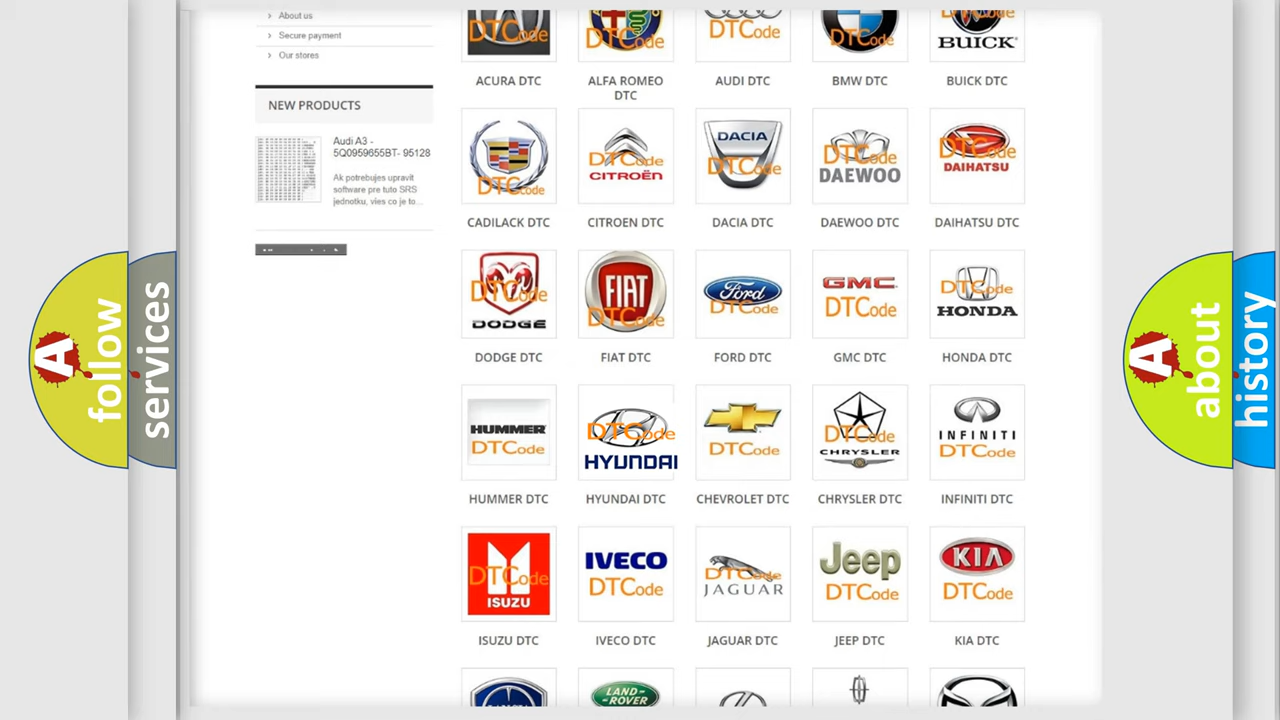 About us
Secure payment
Our stores
NEW PRODUCTS
Audi A3 -
5Q0959655BT- 95128
Ak potrebujes upravit
software pre tuto SRS
jednotku, vies co je to...
DTCode DTCode DTCode DTCode BUICK
ACURA DTC ALFA ROMEO DTC AUDI DTC BMW DTC BUICK DTC
DTCode DTCode CITROËN DACIA DTCode DTCode DAEWOO DTCode DAIHATSU
CADILACK DTC CITROEN DTC DACIA DTC DAEWOO DTC DAIHATSU DTC
DTCode DODGE FIAT DTCode Ford DTCode GMC DTCode DTCode HONDA
DODGE DTC FIAT DTC FORD DTC GMC DTC HONDA DTC
HUMMER DTCode DTCode HYUNDAI DTCode DTCode CHRYSLER INFINITI DTCode
HUMMER DTC HYUNDAI DTC CHEVROLET DTC CHRYSLER DTC INFINITI DTC
DTCode ISUZU IVECO DTCode DTCode JAGUAR Jeep DTCode KIA DTCode
ISUZU DTC IVECO DTC JAGUAR DTC JEEP DTC KIA DTC
LAND-ROVER
A follow
services
A about
history